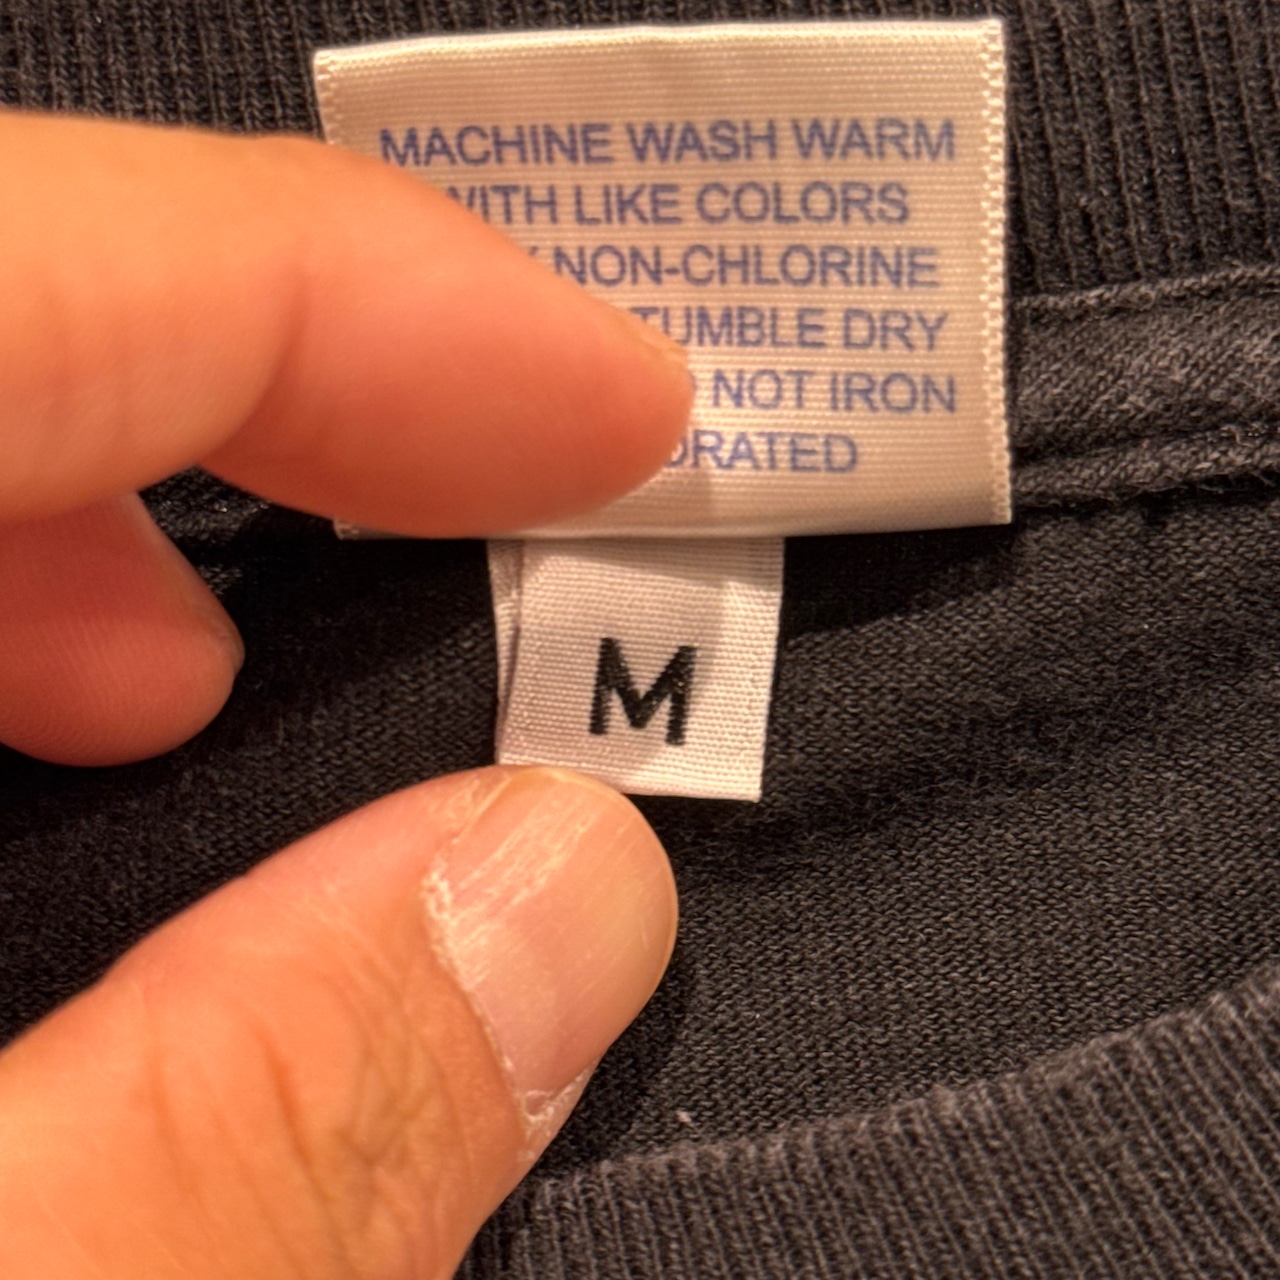 MACHINE WASH WARM
WITH LIKE COLORS
NON-CHLORINE
TUMBLE DRY
NOT IRON
M